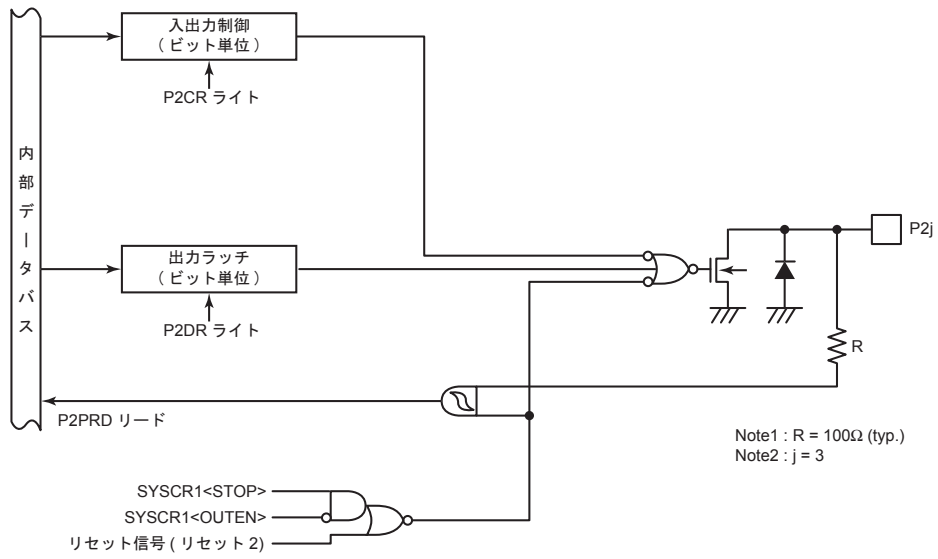 入出力制御
( ビット単位 )
P2CR ライト
内部データバス
出力ラッチ
( ビット単位 )
P2DR ライト
P2j
R
P2PRD リード
Note1 : R = 100Ω (typ.)
Note2 : j = 3
SYSCR1<STOP>
SYSCR1<OUTEN>
リセット信号 ( リセット 2)